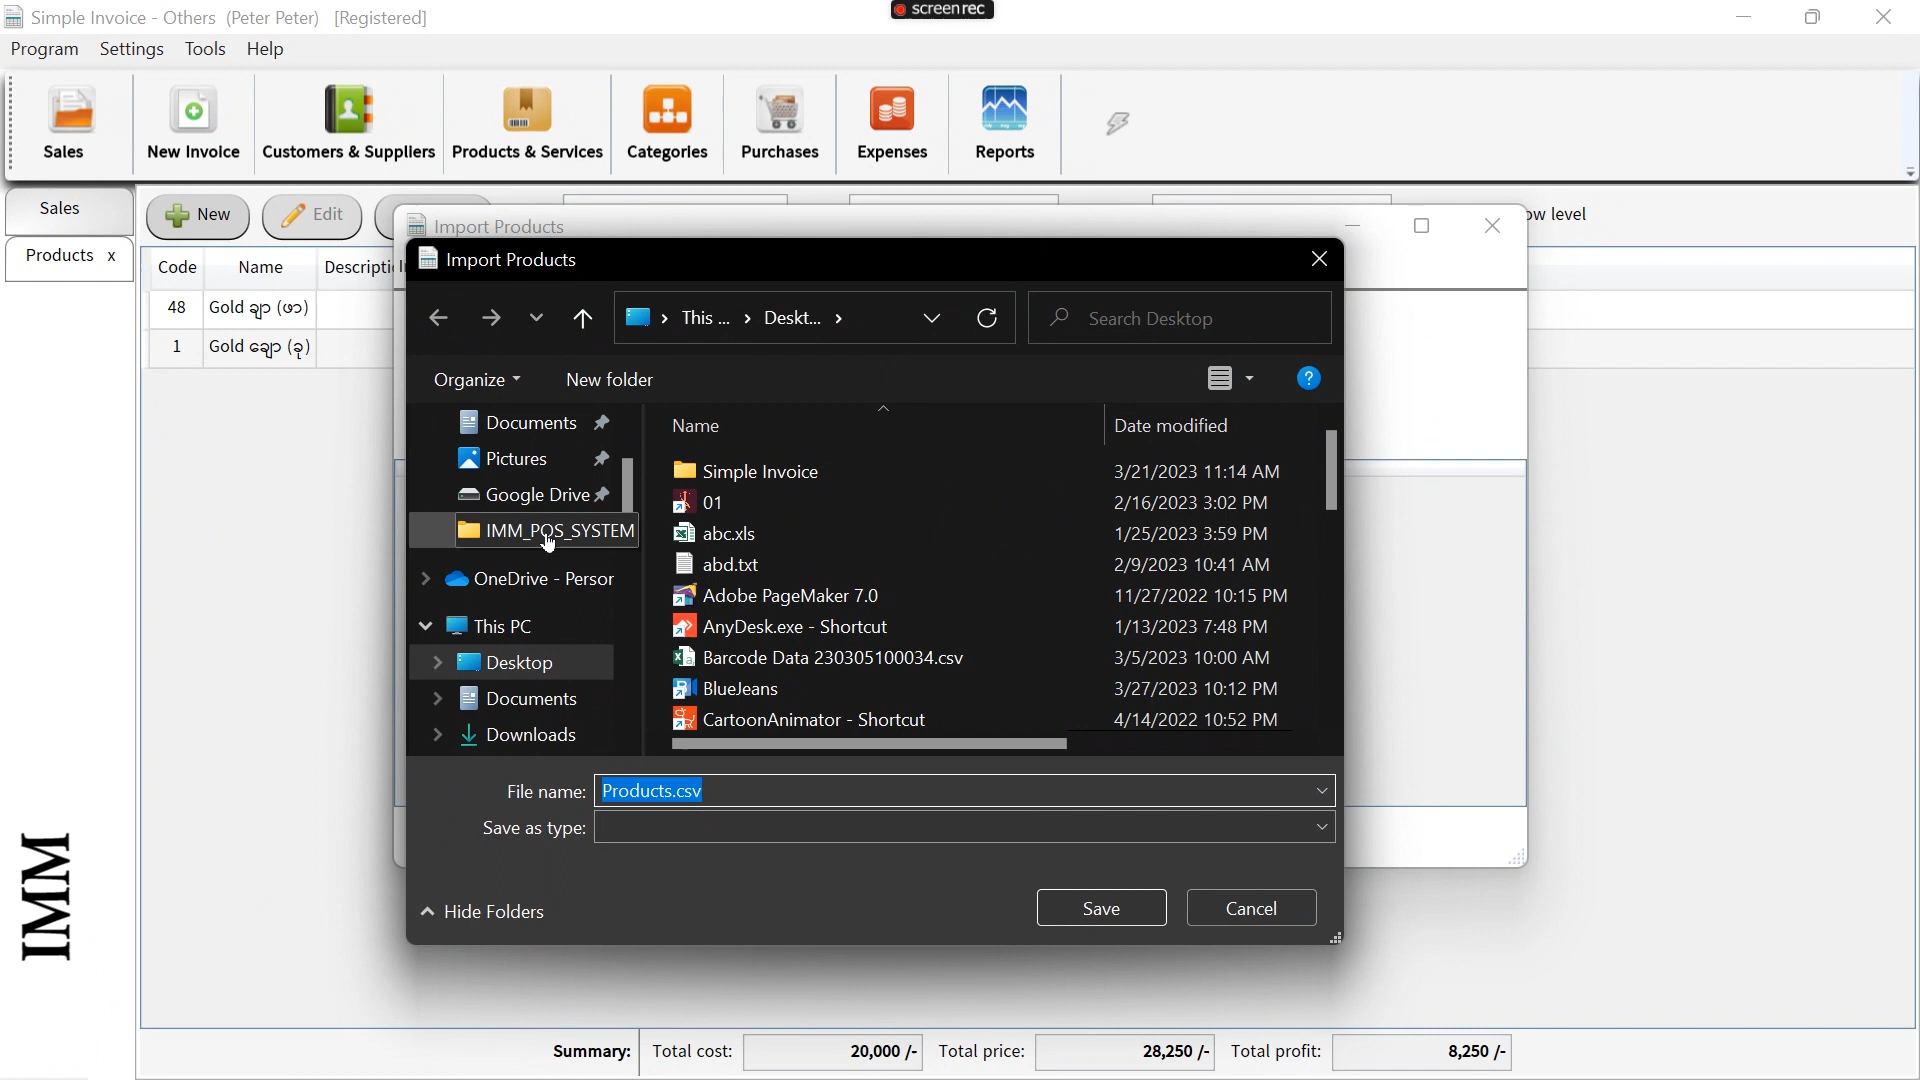 Simple Invoice - Others (Peter Peter) [Registered]
screenrec
Program Settings Tools Help
Sales New Invoice Customers & Suppliers Products & Services Categories Purchases Expenses Reports
Sales
Products x
New Edit
ow level
Code Name Descripti
48 Gold ချာ (ဖာ)
1 Gold ချော (ခု)
Import Products
Import Products
This ... Deskt... Search Desktop
Organize New folder
Documents
Pictures
Google Drive
IMM_POS_SYSTEM
OneDrive - Persor
This PC
Desktop
Documents
Downloads
Name Date modified
Simple Invoice 3/21/2023 11:14 AM
01 2/16/2023 3:02 PM
abc.xls 1/25/2023 3:59 PM
abd.txt 2/9/2023 10:41 AM
Adobe PageMaker 7.0 11/27/2022 10:15 PM
AnyDesk.exe - Shortcut 1/13/2023 7:48 PM
Barcode Data 230305100034.csv 3/5/2023 10:00 AM
BlueJeans 3/27/2023 10:12 PM
CartoonAnimator - Shortcut 4/14/2022 10:52 PM
File name: Products.csv
Save as type:
Hide Folders Save Cancel
IMM
Summary: Total cost: 20,000 /- Total price: 28,250 /- Total profit: 8,250 /-